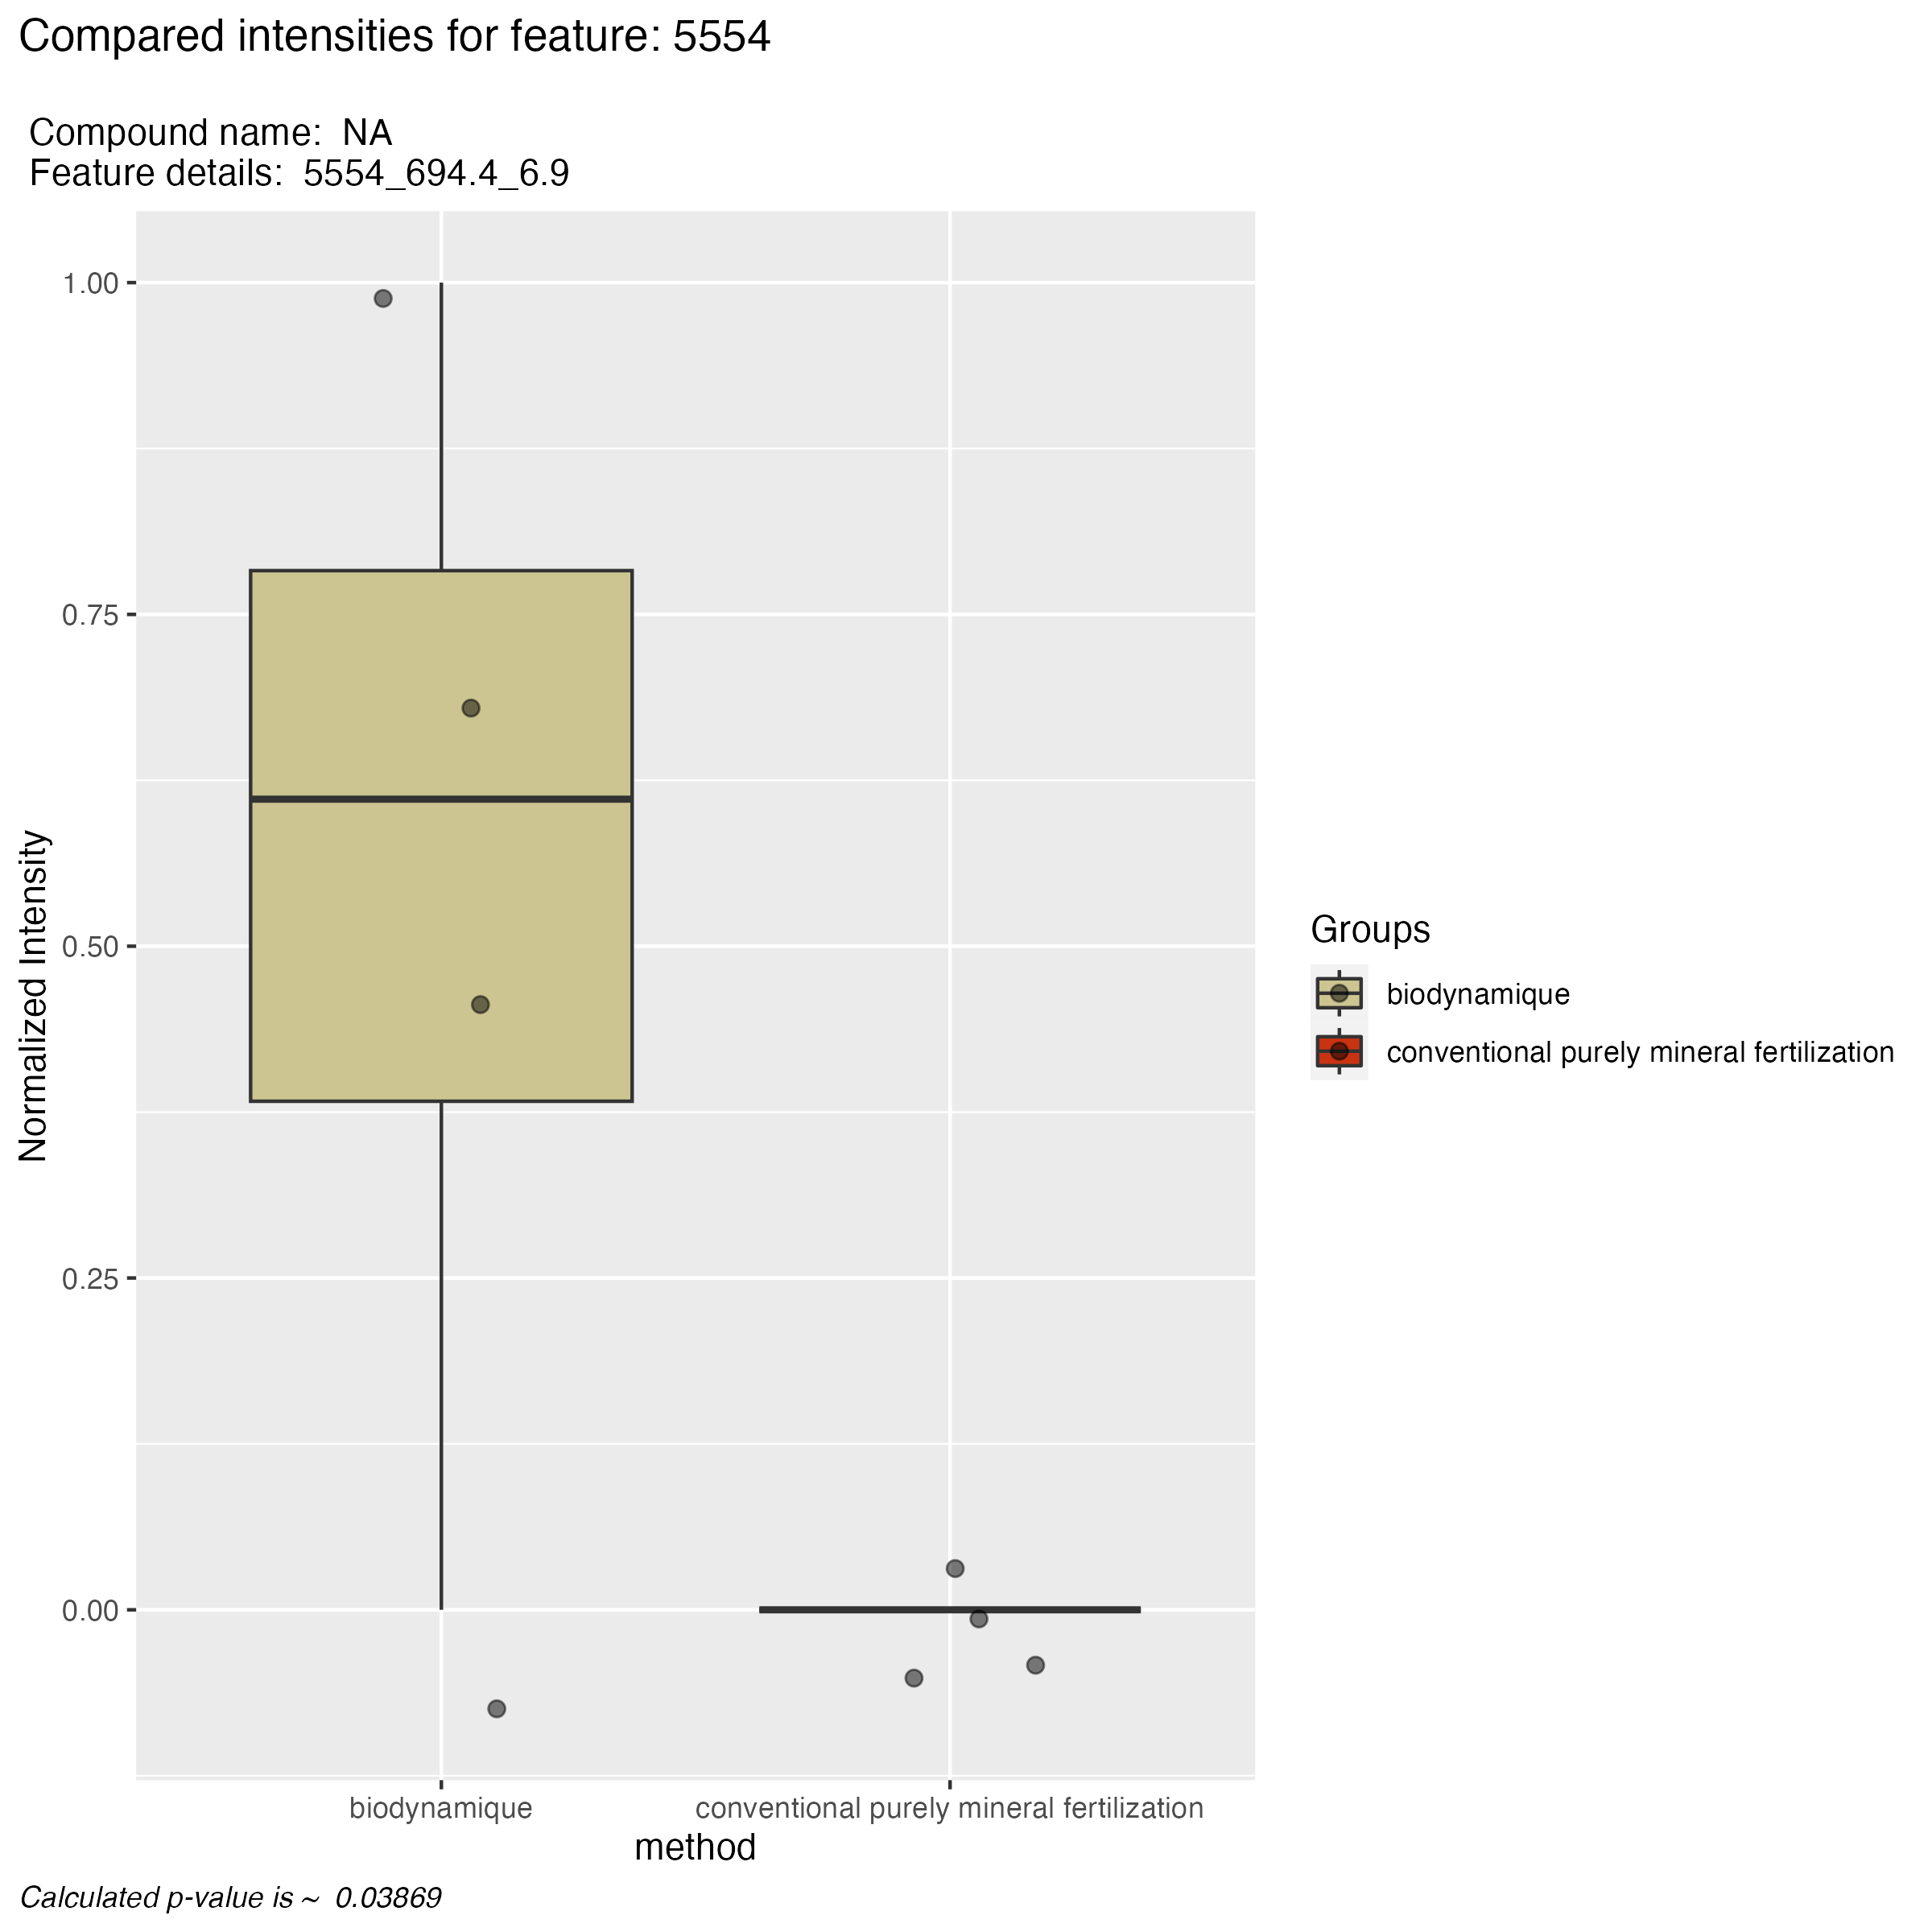 Compared intensities for feature: 5554
Compound name:  NA
Feature details:  5554_694.4_6.9
1.00
0.75
0.50
0.25
0.00
Normalized Intensity
biodynamique
conventional purely mineral fertilization
method
Groups
biodynamique
conventional purely mineral fertilization
Calculated p-value is ~  0.03869